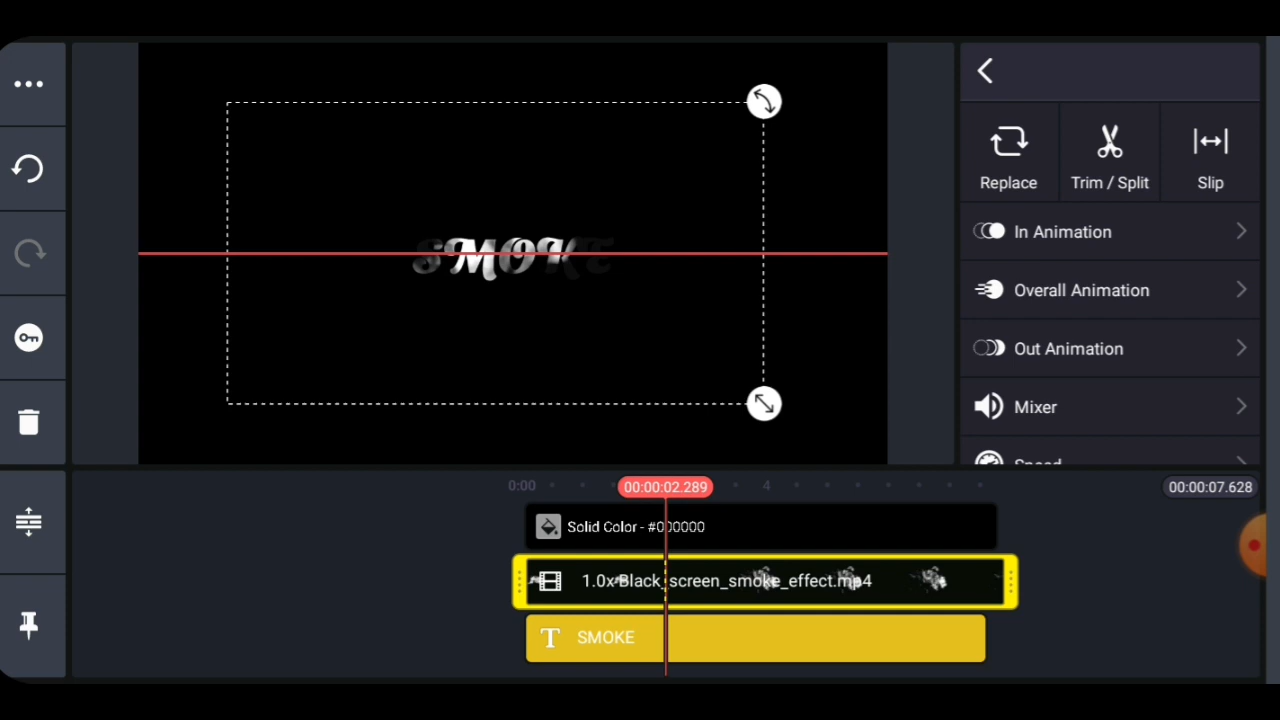 Replace
Trim / Split
Slip
In Animation
SMOKE
Overall Animation
Out Animation
Mixer
Speed
0:00
00:00:02.289
4
00:00:07.628
Solid Color - #000000
1.0x Black_screen_smoke_effect.mp4
T SMOKE